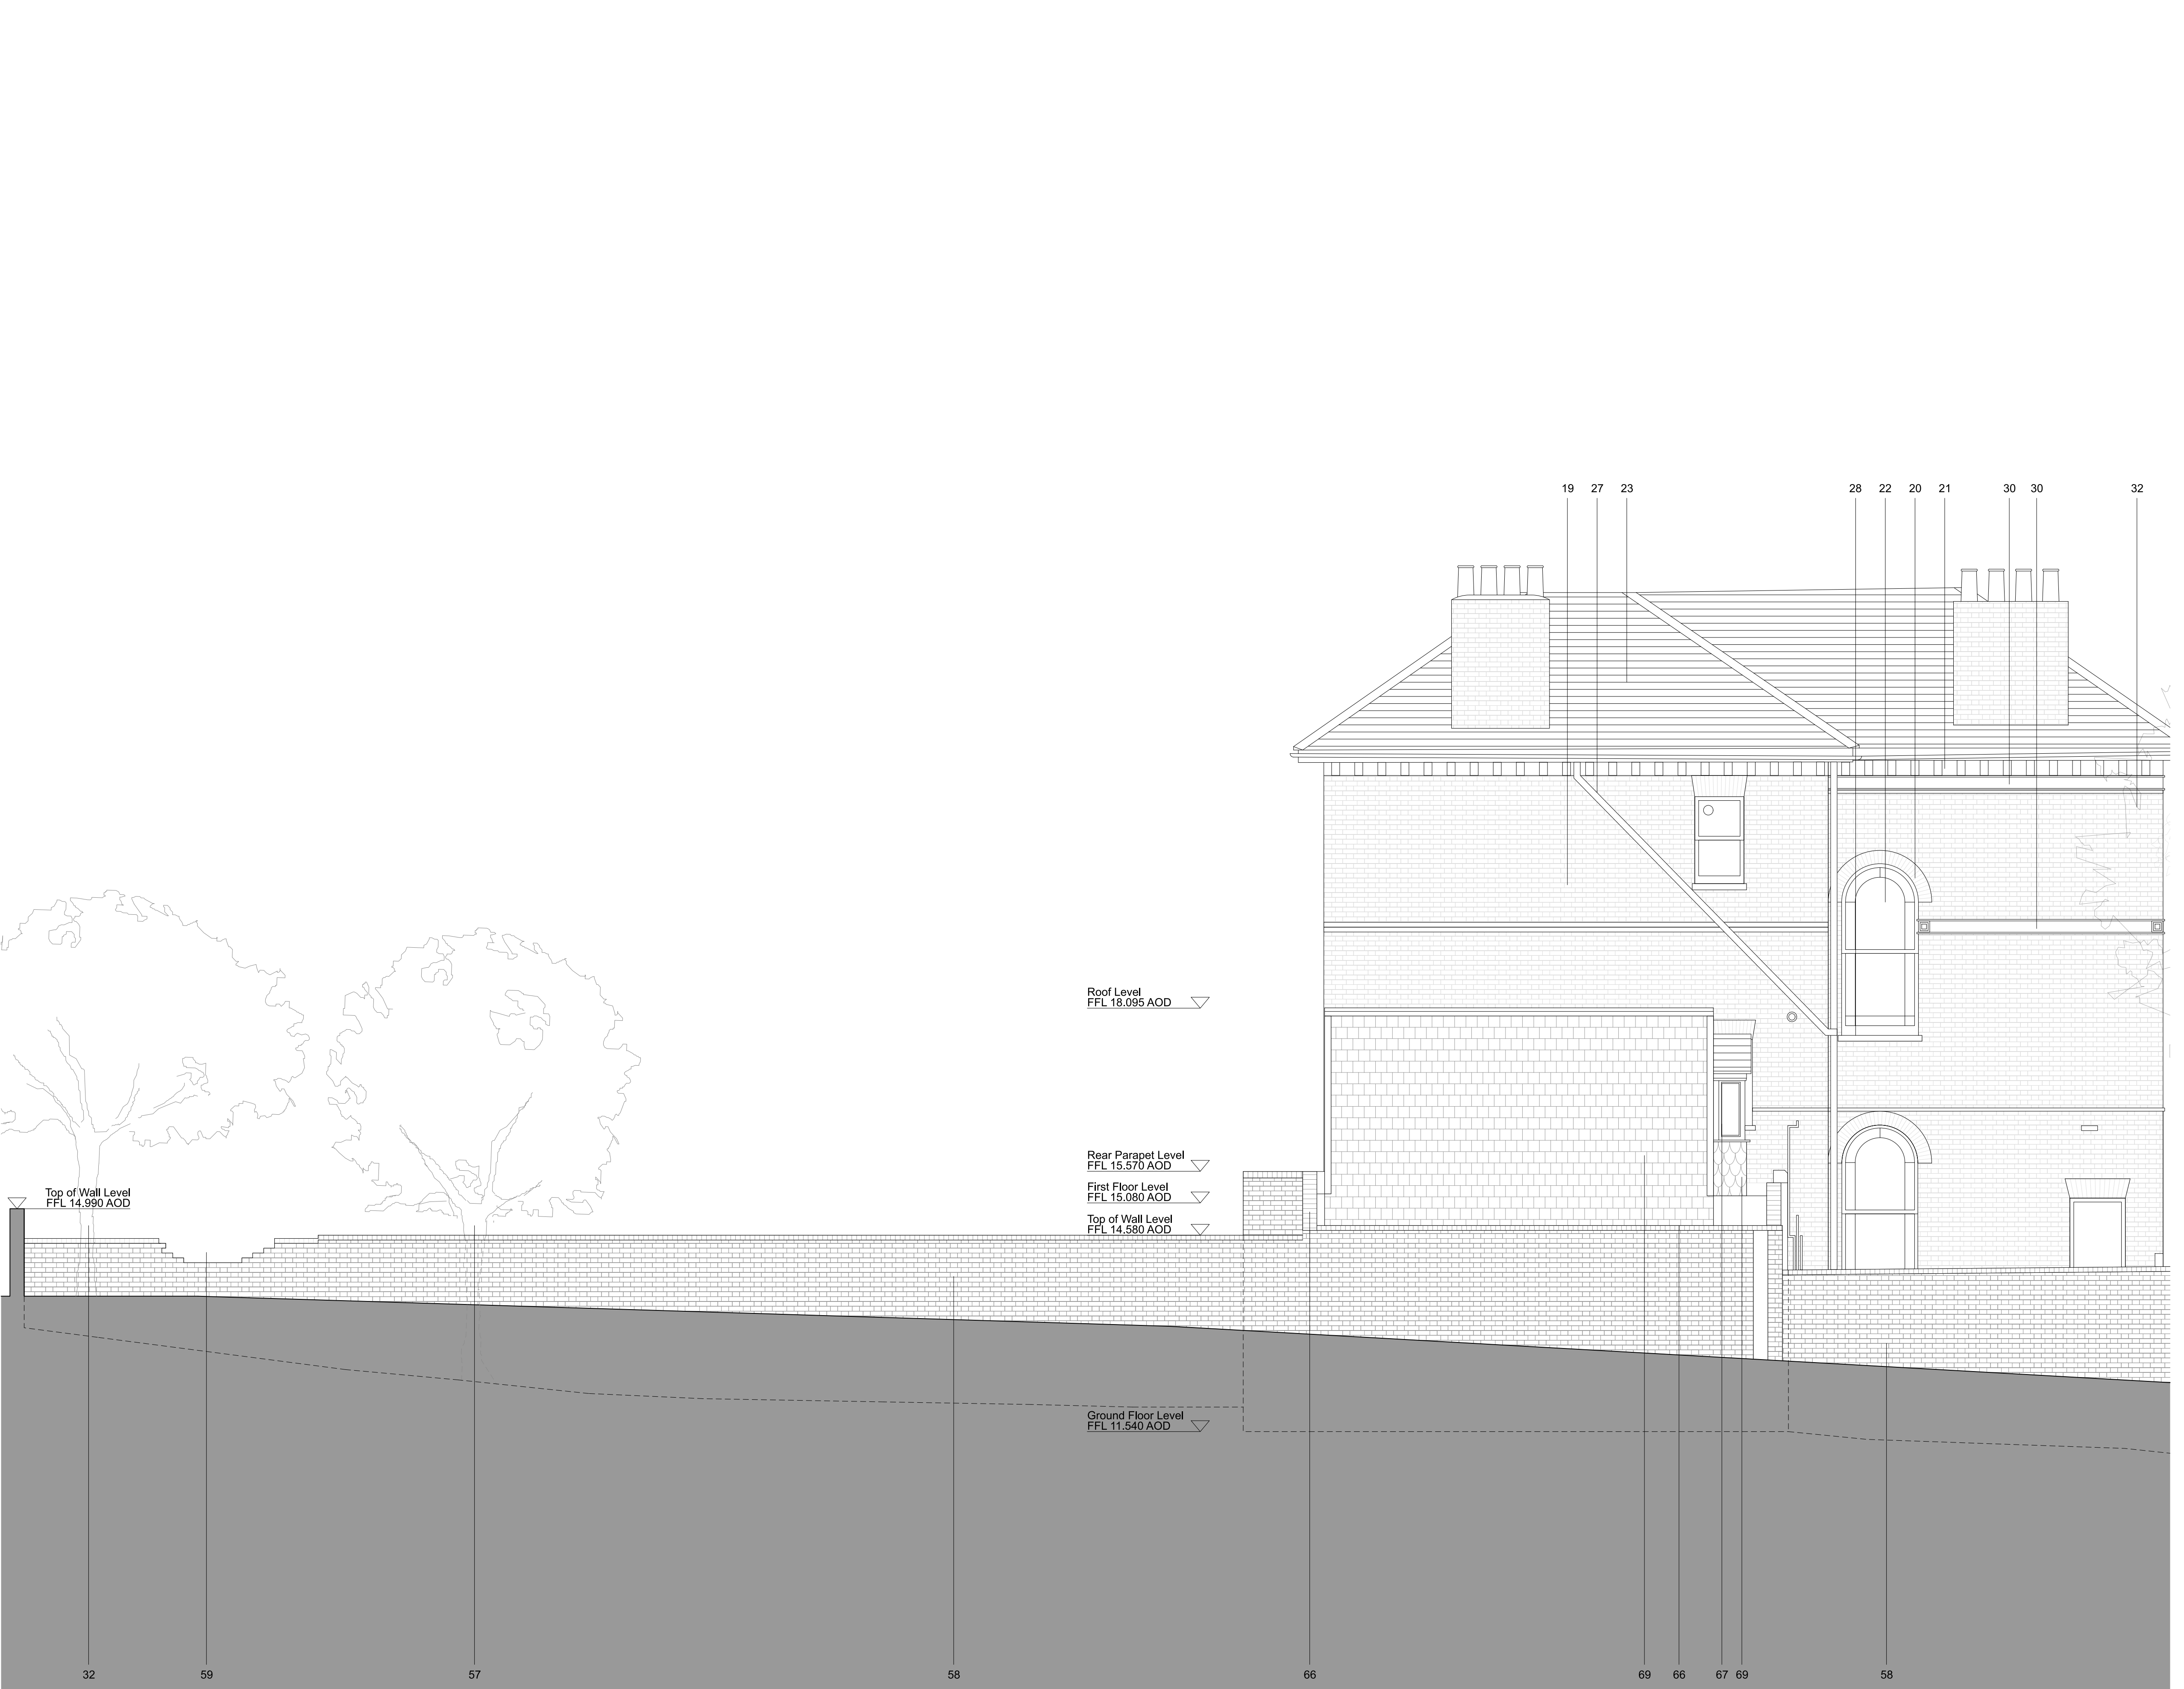 19 27 23 28 22 20 21 30 30 32
Roof Level
FFL 18.095 AOD
Rear Parapet Level
FFL 15.570 AOD
First Floor Level
FFL 15.080 AOD
Top of Wall Level
FFL 14.990 AOD
Top of Wall Level
FFL 14.580 AOD
Ground Floor Level
FFL 11.540 AOD
32 59 57 58 66 69 66 67 69 58